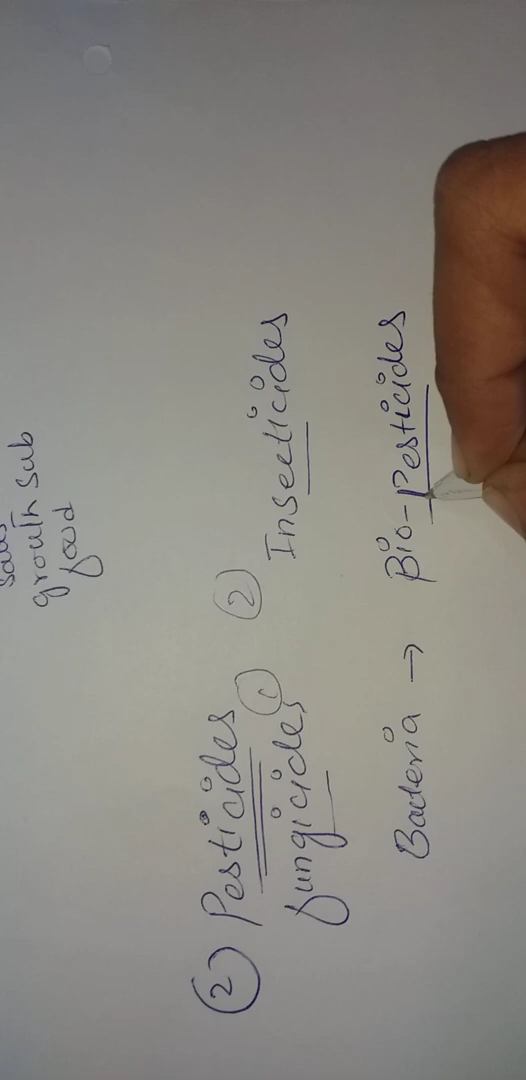 growth sub
food
(2) Pesticides (1) (2)
fungicides Insecticides
Bacteria → Bio-Pesticides